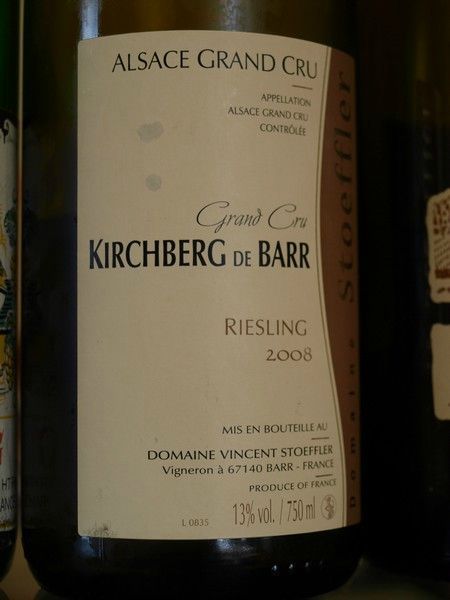 ALSACE GRAND CRU
APPELLATION
ALSACE GRAND CRU
CONTRÔLÉE
Grand Cru
KIRCHBERG DE BARR
RIESLING
2008
MIS EN BOUTEILLE AU
DOMAINE VINCENT STOEFFLER
Vigneron à 67140 BARR - FRANCE
PRODUCE OF FRANCE
L 0835
13% vol. / 750 ml
Domaine Stoeffler